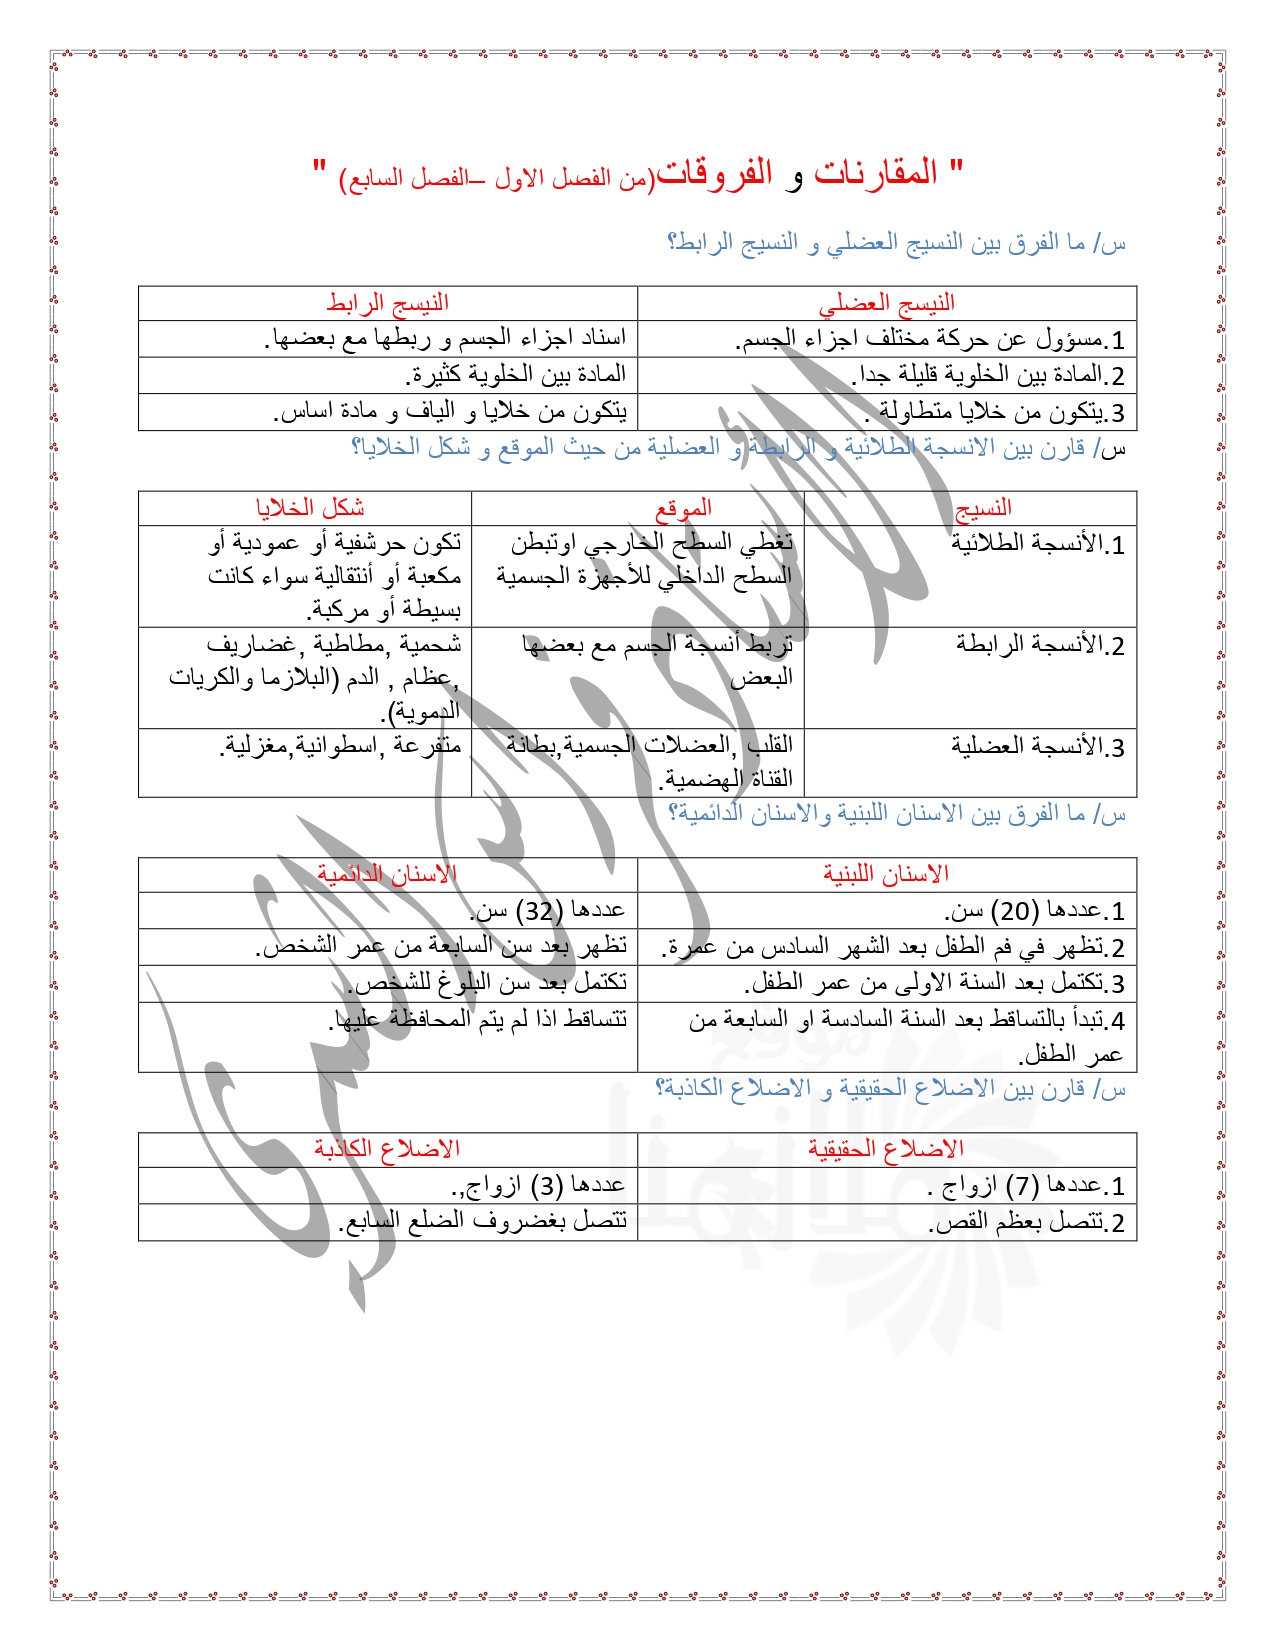 " المقارنات و الفروقات(من الفصل الاول –الفصل السابع) "
س/ ما الفرق بين النسيج العضلي و النسيج الرابط؟
النيسج العضلي
النيسج الرابط
1.مسؤول عن حركة مختلف اجزاء الجسم.
اسناد اجزاء الجسم و ربطها مع بعضها.
2.المادة بين الخلوية قليلة جدا.
المادة بين الخلوية كثيرة.
3.يتكون من خلايا متطاولة .
يتكون من خلايا و الياف و مادة اساس.
س/ قارن بين الانسجة الطلائية و الرابطة و العضلية من حيث الموقع و شكل الخلايا؟
النسيج
الموقع
شكل الخلايا
1.الأنسجة الطلائية
تغطي السطح الخارجي اوتبطن
السطح الداخلي للأجهزة الجسمية
تكون حرشفية أو عمودية أو
مكعبة أو أنتقالية سواء كانت
بسيطة أو مركبة.
2.الأنسجة الرابطة
تربط أنسجة الجسم مع بعضها
البعض
شحمية ,مطاطية ,غضاريف
,عظام , الدم (البلازما والكريات
الدموية).
3.الأنسجة العضلية
القلب ,العضلات الجسمية,بطانة
القناة الهضمية.
متفرعة ,اسطوانية,مغزلية.
س/ ما الفرق بين الاسنان اللبنية والاسنان الدائمية؟
الاسنان اللبنية
الاسنان الدائمية
1.عددها (20) سن.
عددها (32) سن.
2.تظهر في فم الطفل بعد الشهر السادس من عمرة.
تظهر بعد سن السابعة من عمر الشخص.
3.تكتمل بعد السنة الاولى من عمر الطفل.
تكتمل بعد سن البلوغ للشخص.
4.تبدأ بالتساقط بعد السنة السادسة او السابعة من
عمر الطفل.
تتساقط اذا لم يتم المحافظة عليها.
س/ قارن بين الاضلاع الحقيقية و الاضلاع الكاذبة؟
الاضلاع الحقيقية
الاضلاع الكاذبة
1.عددها (7) ازواج .
عددها (3) ازواج,.
2.تتصل بعظم القص.
تتصل بغضروف الضلع السابع.
موقع
ملازمنا